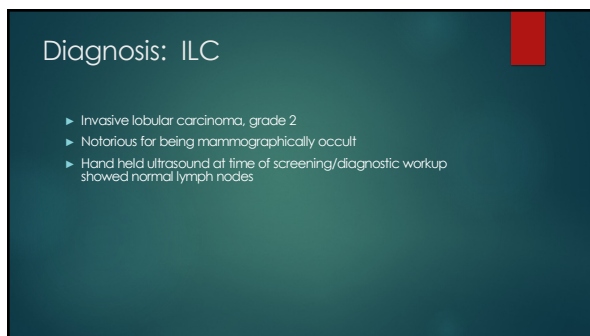 Diagnosis: ILC
► Invasive lobular carcinoma, grade 2
► Notorious for being mammographically occult
► Hand held ultrasound at time of screening/diagnostic workup
showed normal lymph nodes